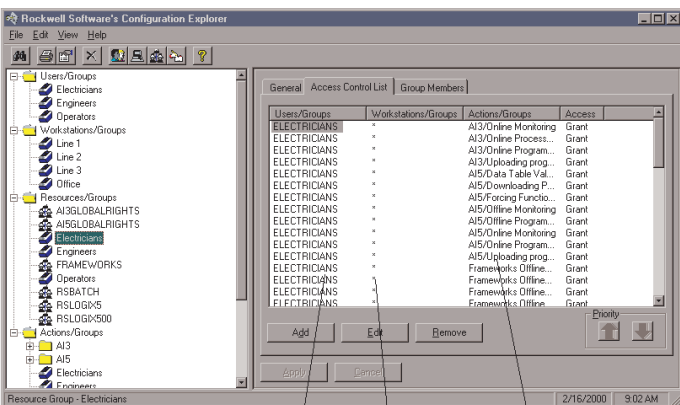 Rockwell Software's Configuration Explorer
File Edit View Help
Users/Groups
Electricians
Engineers
Operators
Workstations/Groups
Line 1
Line 2
Line 3
Office
Resources/Groups
AI3GLOBALRIGHTS
AI5GLOBALRIGHTS
Electricians
Engineers
FRAMEWORKS
Operators
RSBATCH
RSLOGIX5
RSLOGIX500
Actions/Groups
AI3
AI5
Electricians
Engineers
General Access Control List Group Members
Users/Groups Workstations/Groups Actions/Groups Access
ELECTRICIANS * AI3/Online Monitoring Grant
ELECTRICIANS * AI3/Online Process... Grant
ELECTRICIANS * AI3/Online Program... Grant
ELECTRICIANS * AI3/Uploading prog... Grant
ELECTRICIANS * AI5/Data Table Val... Grant
ELECTRICIANS * AI5/Downloading P... Grant
ELECTRICIANS * AI5/Forcing Functio... Grant
ELECTRICIANS * AI5/Offline Monitoring Grant
ELECTRICIANS * AI5/Online Monitoring Grant
ELECTRICIANS * AI5/Online Program... Grant
ELECTRICIANS * AI5/Uploading prog... Grant
ELECTRICIANS * Frameworks Offline... Grant
ELECTRICIANS * Frameworks Offline... Grant
ELECTRICIANS * Frameworks Offline... Grant
Add Edit Remove
Priority
Apply Cancel
Resource Group - Electricians 2/16/2000 9:02 AM